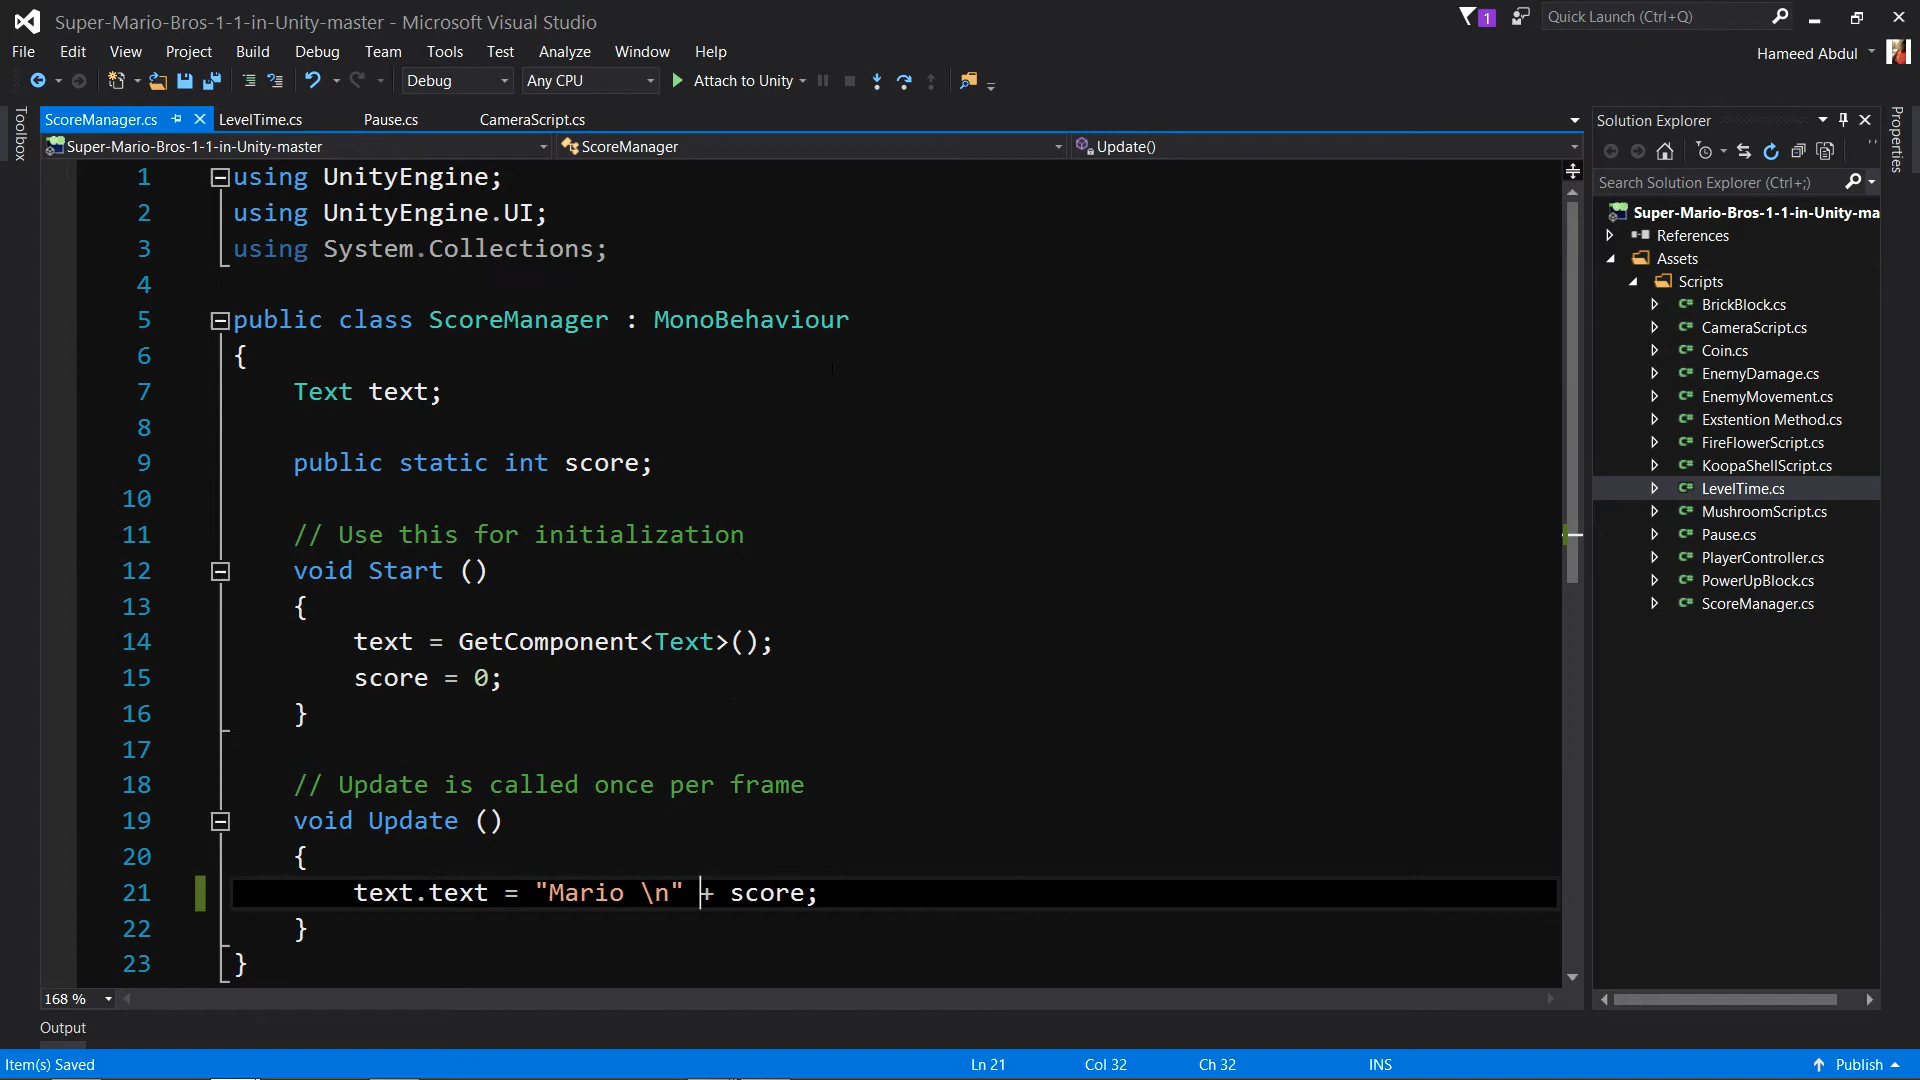 Super-Mario-Bros-1-1-in-Unity-master - Microsoft Visual Studio
1
Quick Launch (Ctrl+Q)
File Edit View Project Build Debug Team Tools Test Analyze Window Help
Hameed Abdul
Debug Any CPU Attach to Unity
Toolbox
ScoreManager.cs LevelTime.cs Pause.cs CameraScript.cs
Super-Mario-Bros-1-1-in-Unity-master ScoreManager Update()
1 using UnityEngine;
2 using UnityEngine.UI;
3 using System.Collections;
4
5 public class ScoreManager : MonoBehaviour
6 {
7 Text text;
8
9 public static int score;
10
11 // Use this for initialization
12 void Start ()
13 {
14 text = GetComponent<Text>();
15 score = 0;
16 }
17
18 // Update is called once per frame
19 void Update ()
20 {
21 text.text = "Mario \n" + score;
22 }
23 }
168 %
Output
Solution Explorer
Properties
Search Solution Explorer (Ctrl+;)
Super-Mario-Bros-1-1-in-Unity-ma
References
Assets
Scripts
BrickBlock.cs
CameraScript.cs
Coin.cs
EnemyDamage.cs
EnemyMovement.cs
Exstention Method.cs
FireFlowerScript.cs
KoopaShellScript.cs
LevelTime.cs
MushroomScript.cs
Pause.cs
PlayerController.cs
PowerUpBlock.cs
ScoreManager.cs
Item(s) Saved Ln 21 Col 32 Ch 32 INS Publish